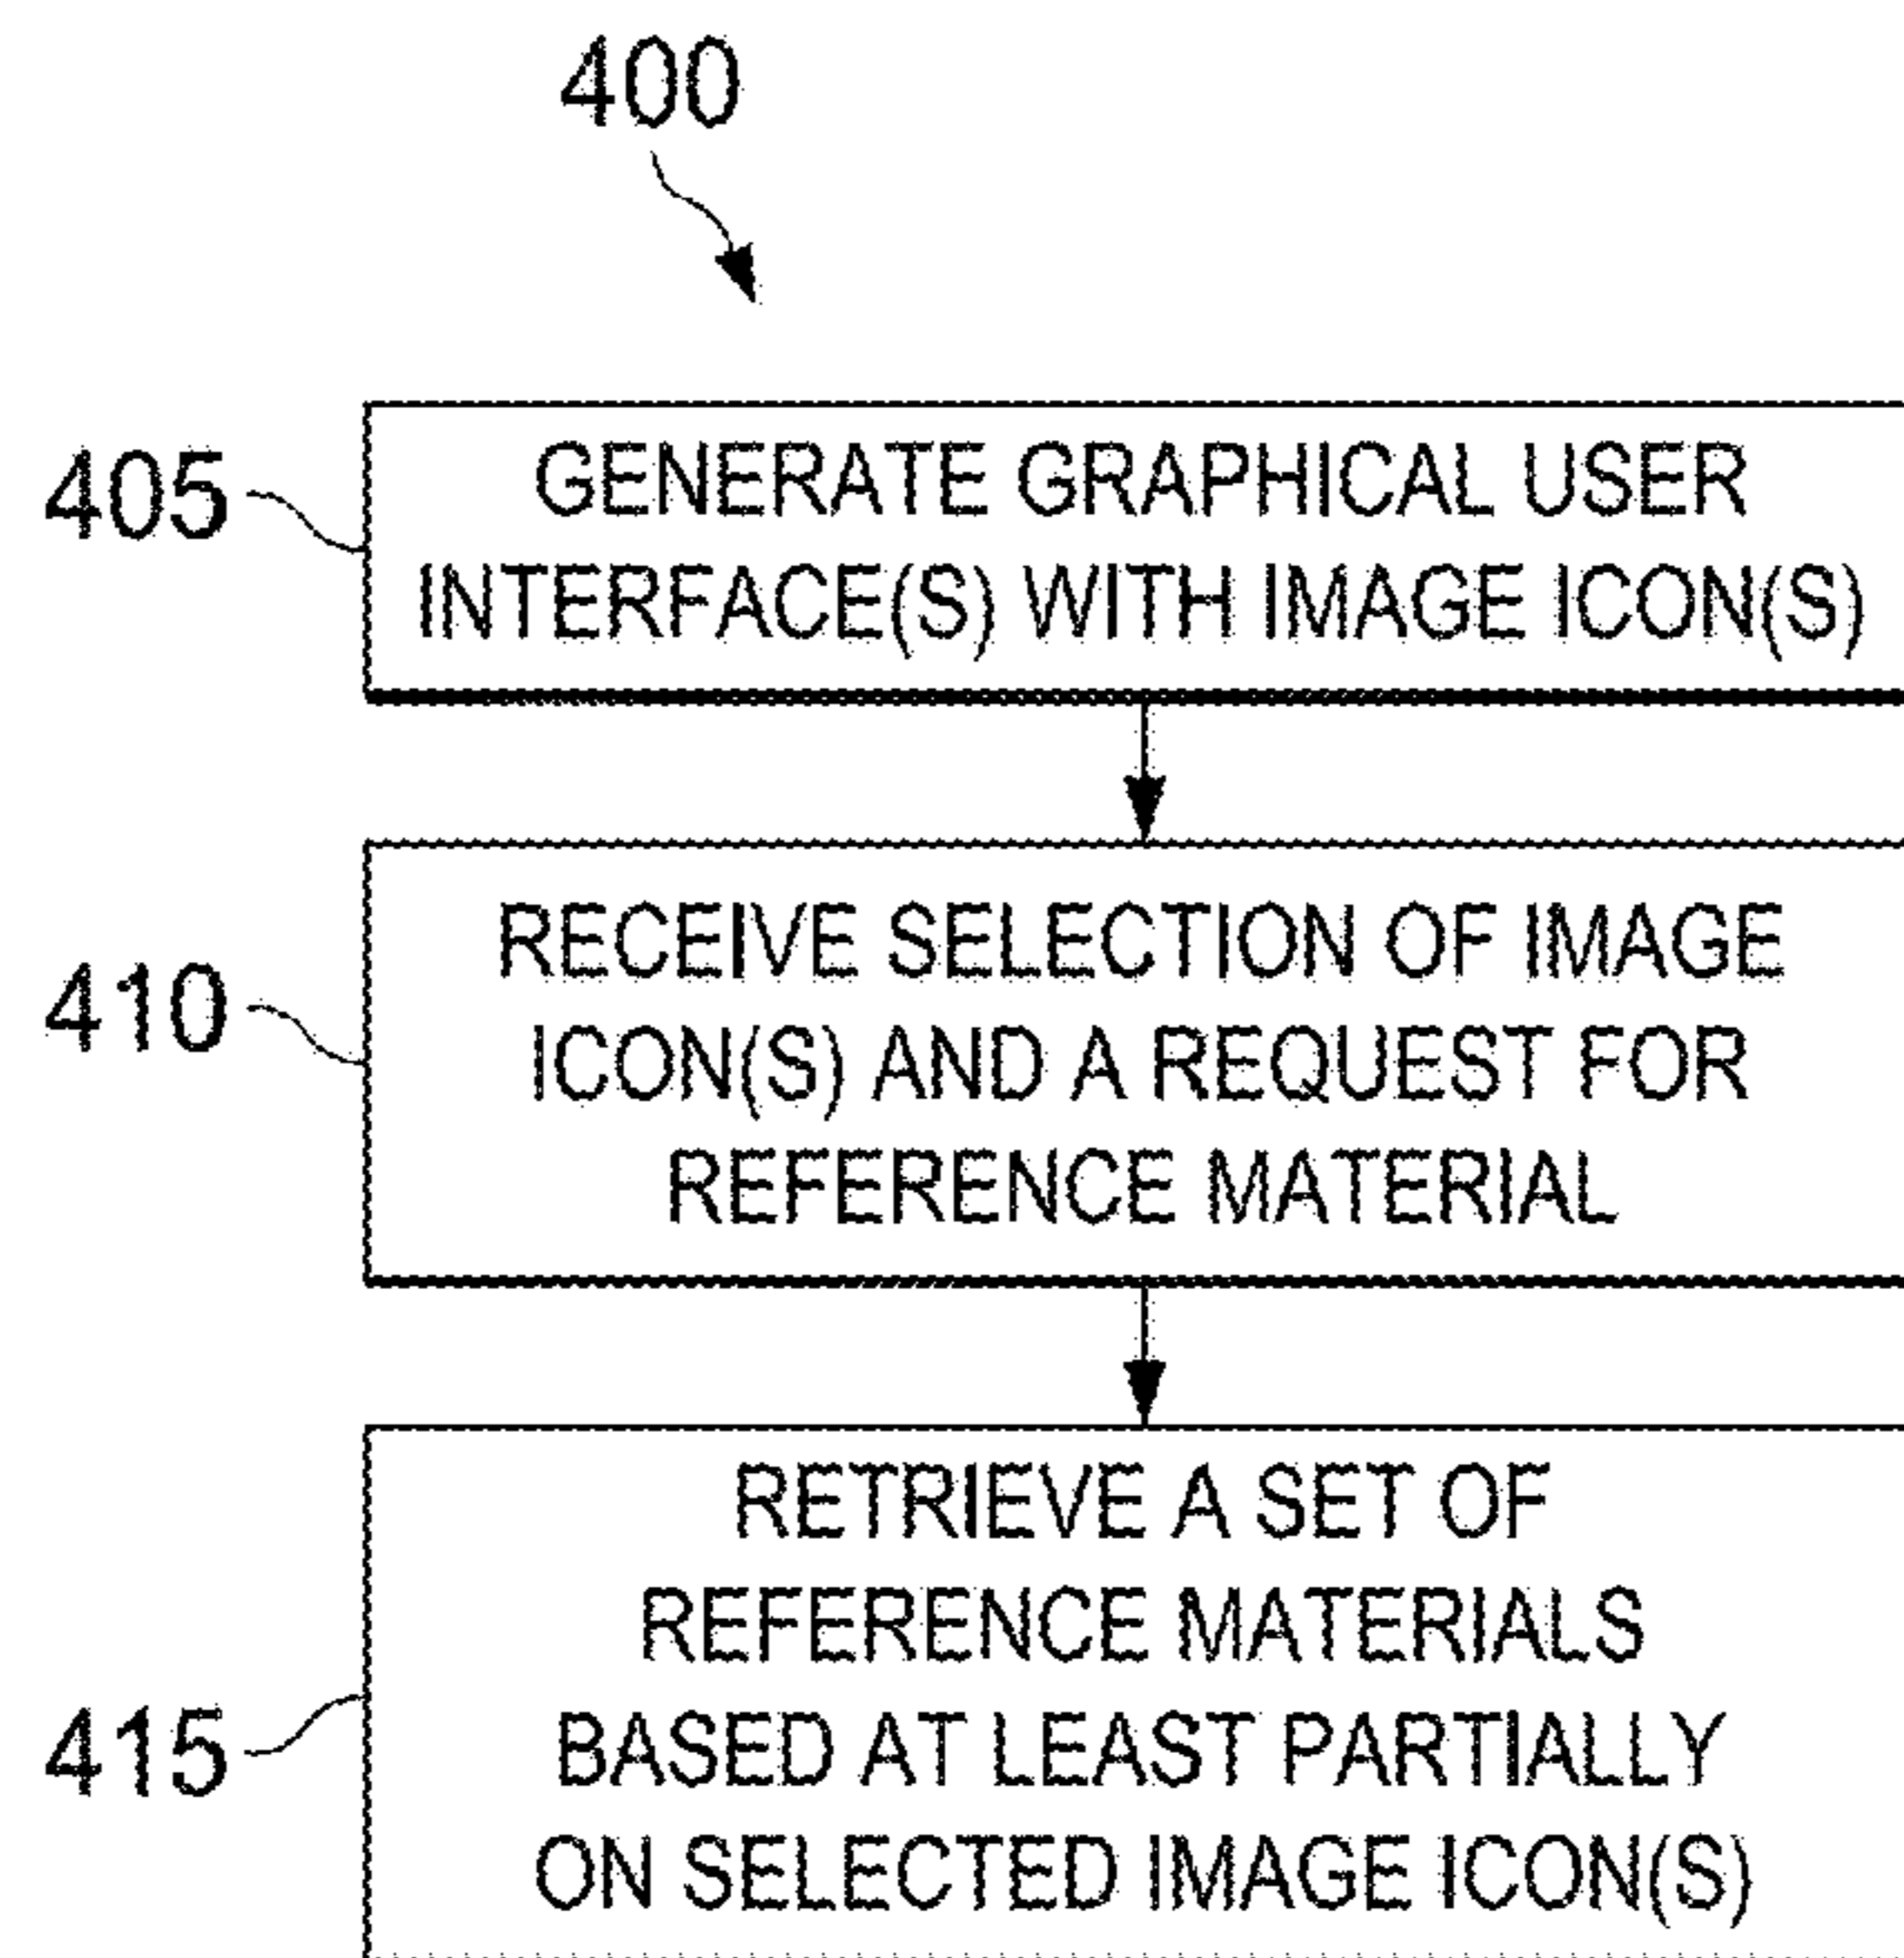 400
405
GENERATE GRAPHICAL USER
INTERFACE(S) WITH IMAGE ICON(S)
410
RECEIVE SELECTION OF IMAGE
ICON(S) AND A REQUEST FOR
REFERENCE MATERIAL
415
RETRIEVE A SET OF
REFERENCE MATERIALS
BASED AT LEAST PARTIALLY
ON SELECTED IMAGE ICON(S)